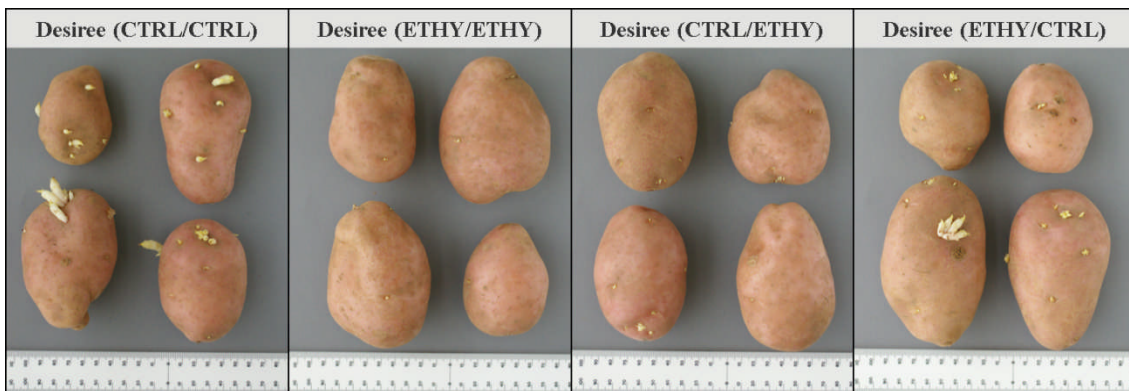 Desiree (CTRL/CTRL)
Desiree (ETHY/ETHY)
Desiree (CTRL/ETHY)
Desiree (ETHY/CTRL)